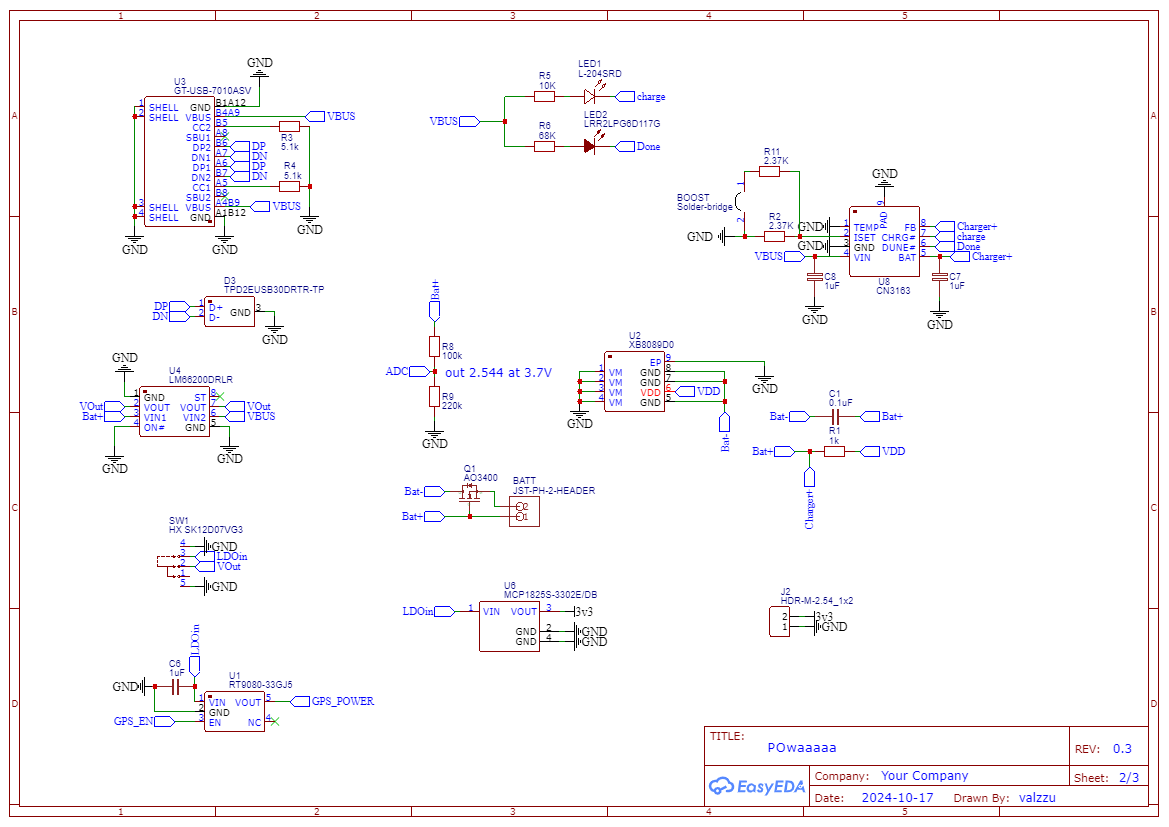 1 2 3 4 5
A
B
C
D
A
B
C
D
GND
U3
GT-USB-7010ASV
1 SHELL GND B1A12
2 SHELL VBUS B4A9 VBUS
CC2 B5
SBU1 A8
DP2 B6 DP
DN1 A7 DN
DP1 A6 DP
DN2 B7 DN
CC1 A5
SBU2 B8
3 SHELL VBUS A4B9 VBUS
4 SHELL GND A1B12
R3
5.1k
R4
5.1k
GND
GND
GND
VBUS
R5
10K
LED1
L-204SRD
charge
R6
68K
LED2
LRR2LPG6D117G
Done
R11
2.37K
BOOST
Solder-bridge
1
2
R2
2.37K
GND
GND
GND
GND
VBUS
9
PAD
1 TEMP FB 8 Charger+
2 ISET CHRG# 7 charge
3 GND DUNE# 6 Done
4 VIN BAT 5 Charger+
U8
CN3163
C8
1uF
GND
C7
1uF
GND
D3
TPD2EUSB30DRTR-TP
DP 1 D+
DN 2 D-
GND 3
GND
Bat+
R8
100k
ADC
out 2.544 at 3.7V
R9
220k
GND
U2
XB8089D0
EP 9
1 VM GND 8
2 VM GND 7
3 VM VDD 6 VDD
4 VM GND 5
GND
GND
Bat-
C1
0.1uF
Bat- Bat+
R1
1k
Bat+ VDD
Charger+
GND
U4
LM66200DRLR
1 GND ST 8
VOut 2 VOUT VOUT 7 VOut
Bat+ 3 VIN1 VIN2 6 VBUS
4 ON# GND 5
GND
GND
Q1
AO3400
BATT
JST-PH-2-HEADER
Bat-
Bat+
2
1
SW1
HX SK12D07VG3
4 GND
3 LDOin
2 VOut
1
5 GND
U6
MCP1825S-3302E/DB
LDOin 1 VIN VOUT 3 3v3
GND 2 GND
GND 4 GND
J2
HDR-M-2.54_1x2
2 3v3
1 GND
LDOin
C6
1uF
GND
U1
RT9080-33GJ5
1 VIN VOUT 5 GPS_POWER
2 GND
GPS_EN 3 EN NC 4
TITLE:
POwaaaaa
REV: 0.3
EasyEDA
Company: Your Company
Sheet: 2/3
Date: 2024-10-17 Drawn By: valzzu
1 2 3 4 5